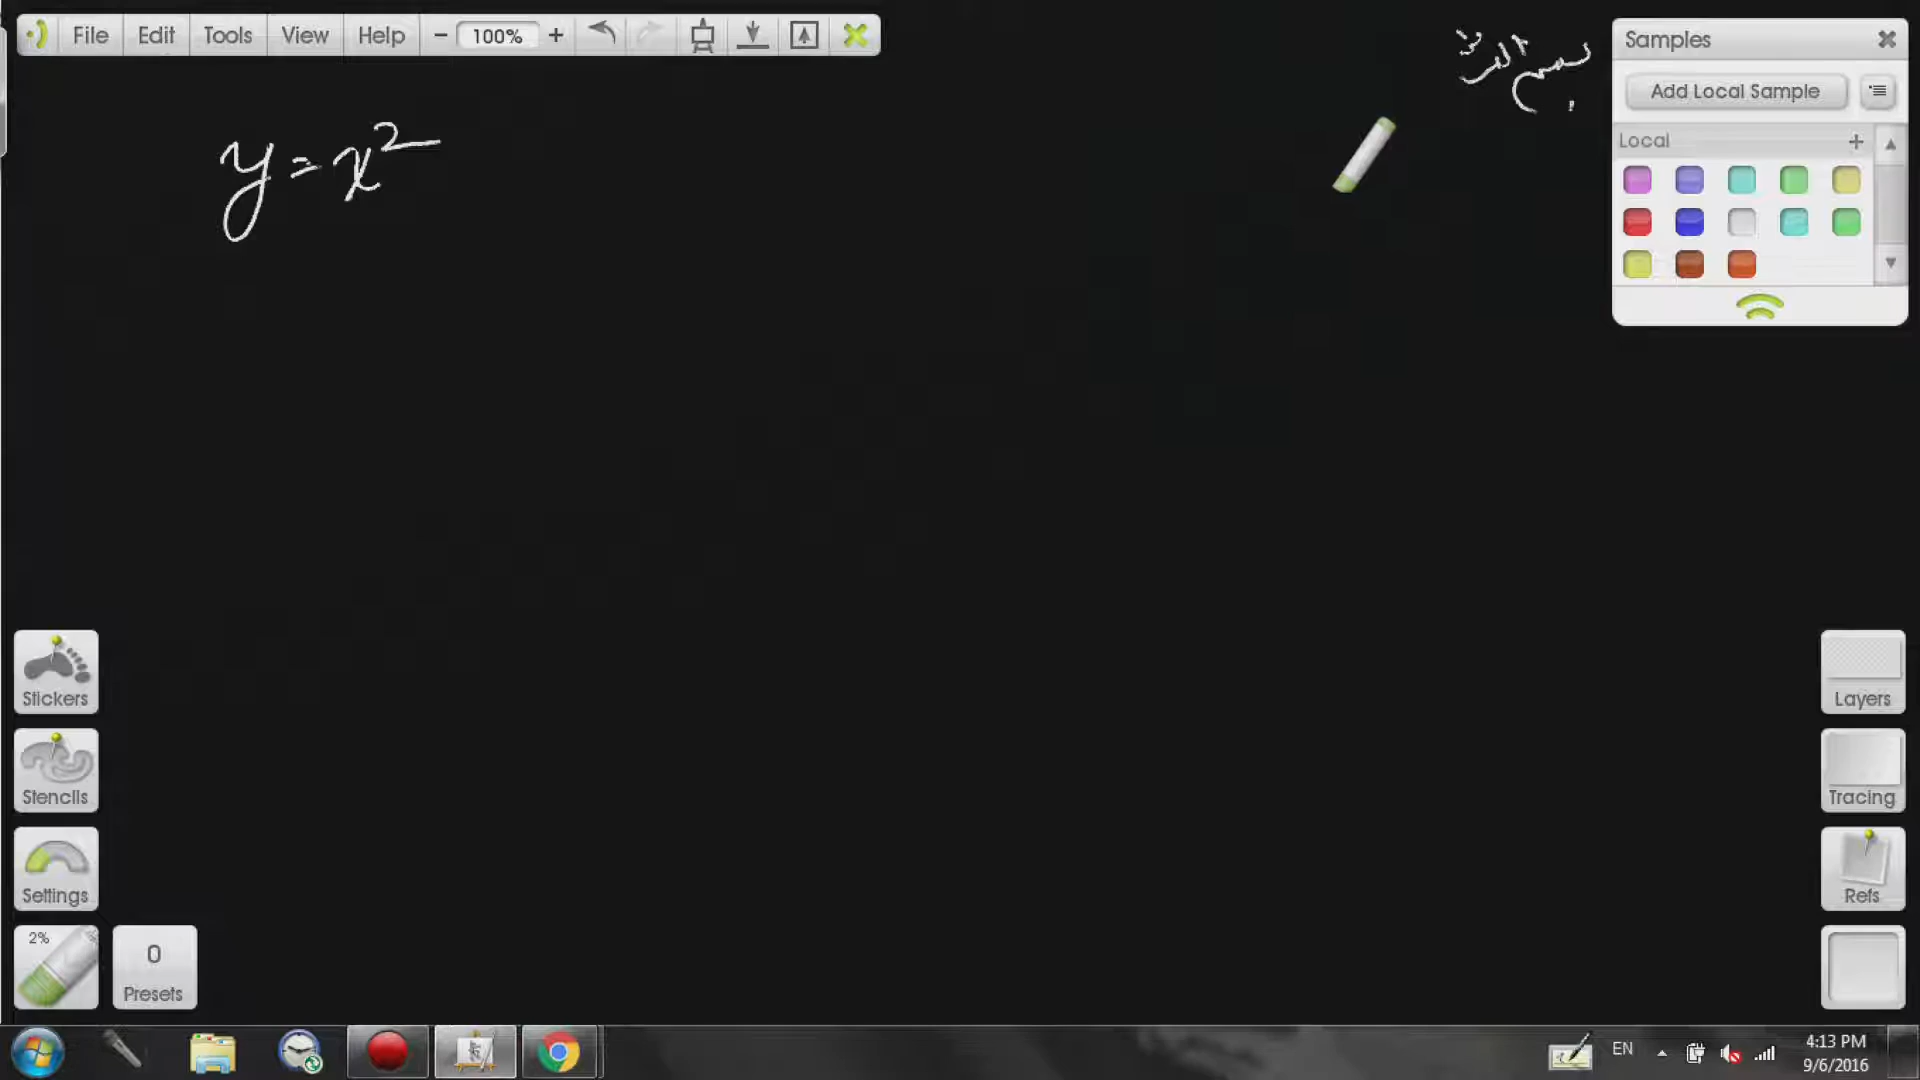 File Edit Tools View Help − 100% +
بسم الله
Samples
Add Local Sample
Local +
y = x²
Stickers
Stencils
Settings
2%
0
Presets
Layers
Tracing
Refs
EN
4:13 PM
9/6/2016